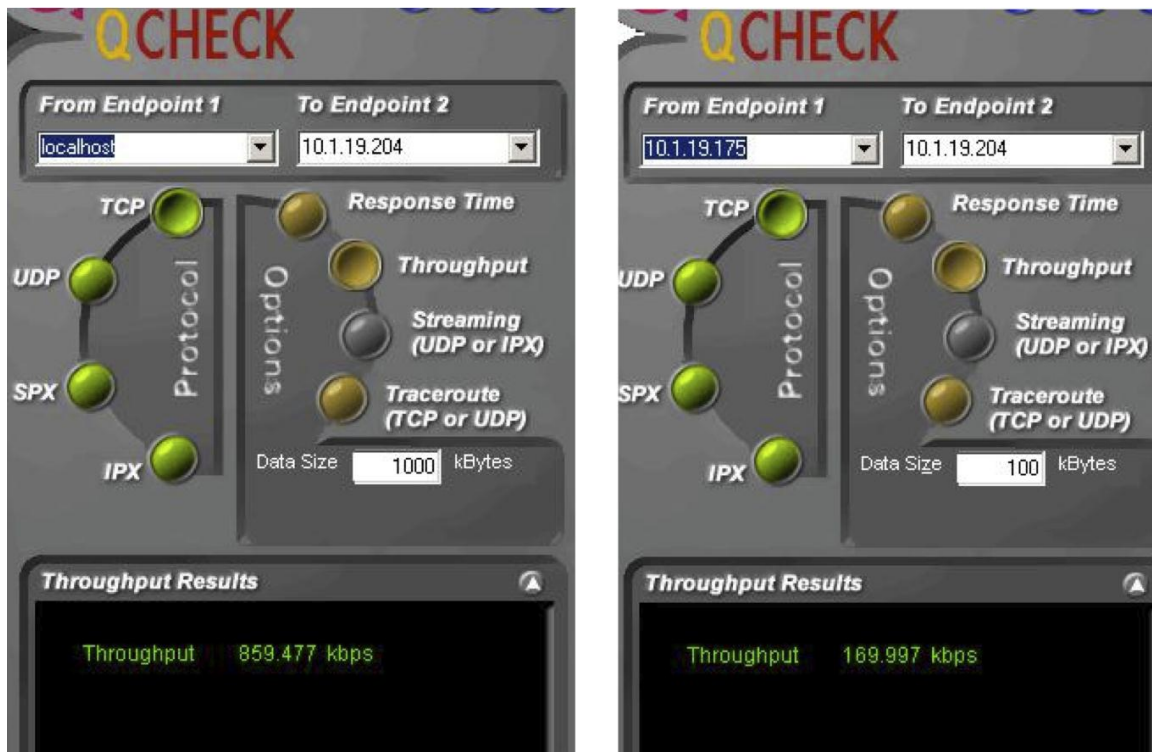 QCHECK
From Endpoint 1 To Endpoint 2
localhost 10.1.19.204
TCP Response Time
UDP Throughput
Protocol Options
Streaming
(UDP or IPX)
SPX Traceroute
(TCP or UDP)
IPX
Data Size 1000 kBytes
Throughput Results
Throughput 859.477 kbps
QCHECK
From Endpoint 1 To Endpoint 2
10.1.19.175 10.1.19.204
TCP Response Time
UDP Throughput
Protocol Options
Streaming
(UDP or IPX)
SPX Traceroute
(TCP or UDP)
IPX
Data Size 100 kBytes
Throughput Results
Throughput 169.997 kbps